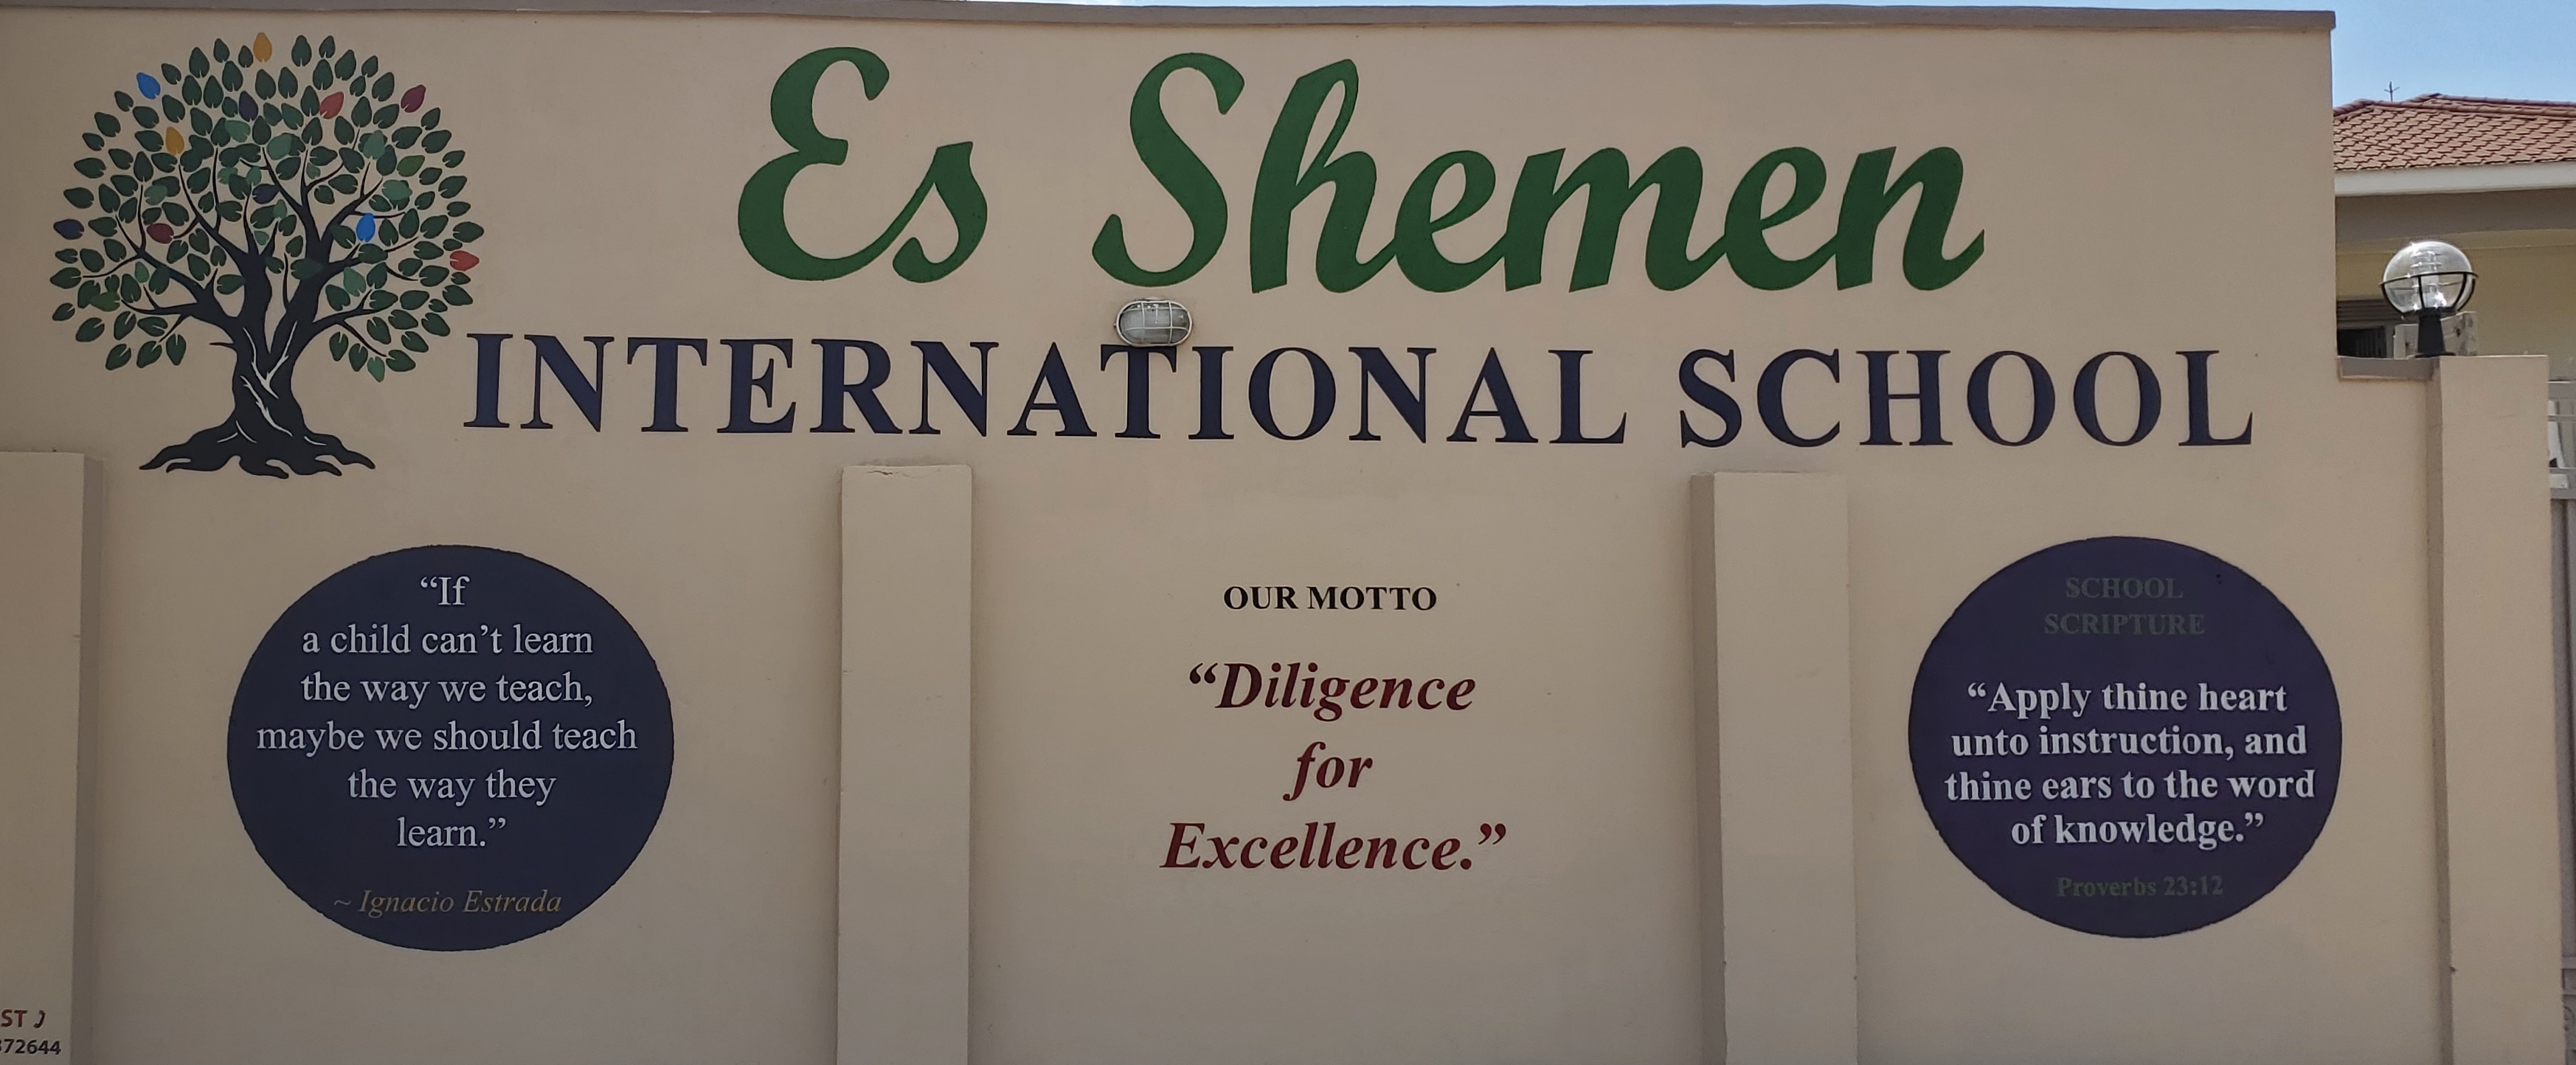 Es Shemen
INTERNATIONAL SCHOOL
“If
a child can’t learn
the way we teach,
maybe we should teach
the way they
learn.”
~ Ignacio Estrada
OUR MOTTO
“Diligence
for
Excellence.”
SCHOOL
SCRIPTURE
“Apply thine heart
unto instruction, and
thine ears to the word
of knowledge.”
Proverbs 23:12
ST
372644